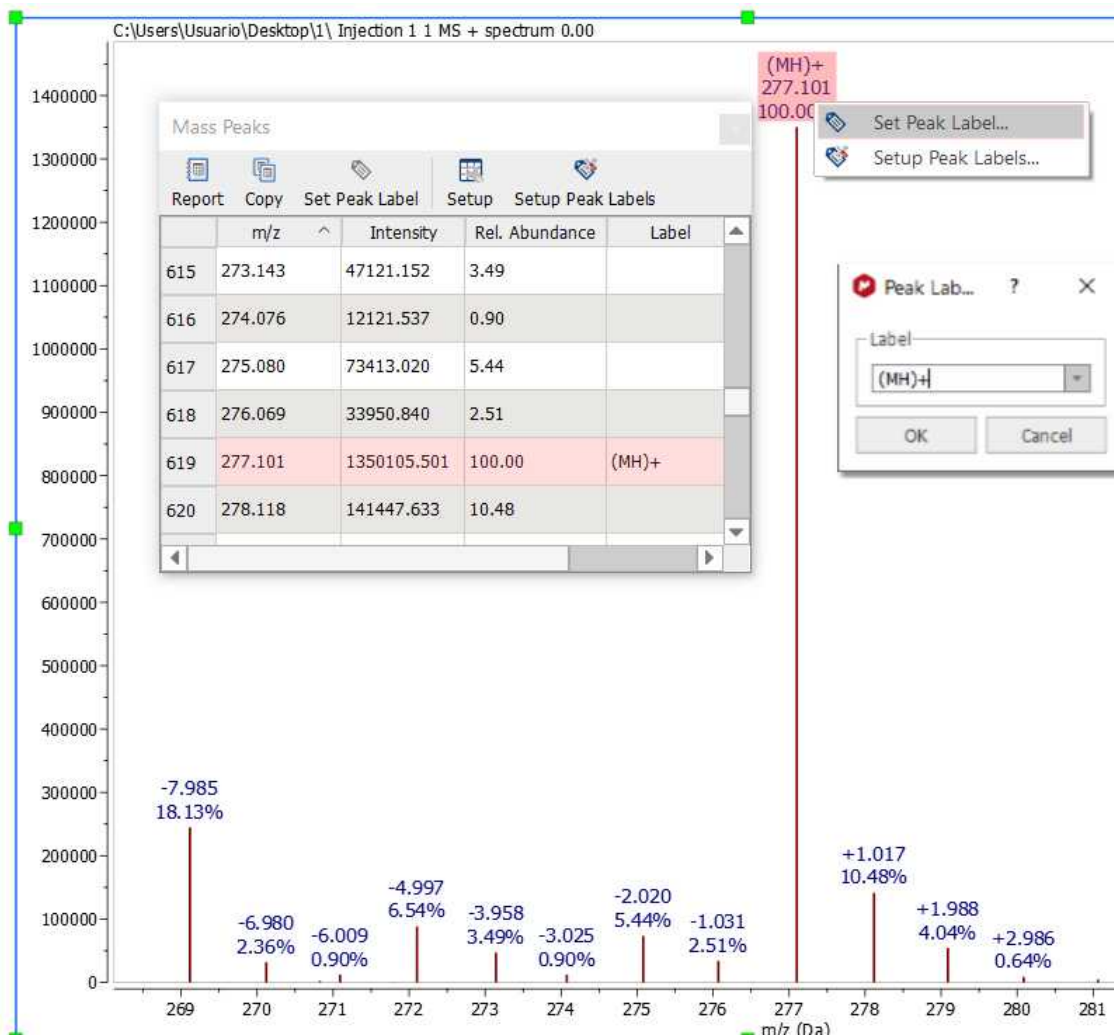 C:\Users\Usuario\Desktop\1\ Injection 1 1 MS + spectrum 0.00
(MH)+
277.101
Set Peak Label...
Setup Peak Labels...
Mass Peaks
Report Copy Set Peak Label Setup Setup Peak Labels
m/z Intensity Rel. Abundance Label
615 273.143 47121.152 3.49
616 274.076 12121.537 0.90
617 275.080 73413.020 5.44
618 276.069 33950.840 2.51
619 277.101 1350105.501 100.00 (MH)+
620 278.118 141447.633 10.48
Peak Lab... ? ×
Label
(MH)+
OK Cancel
1400000
1300000
1200000
1100000
1000000
900000
800000
700000
600000
500000
400000
300000
200000
100000
0
-7.985
18.13%
-6.980
2.36%
-6.009
0.90%
-4.997
6.54%
-3.958
3.49%
-3.025
0.90%
-2.020
5.44%
-1.031
2.51%
+1.017
10.48%
+1.988
4.04%
+2.986
0.64%
269 270 271 272 273 274 275 276 277 278 279 280 281
m/z (Da)